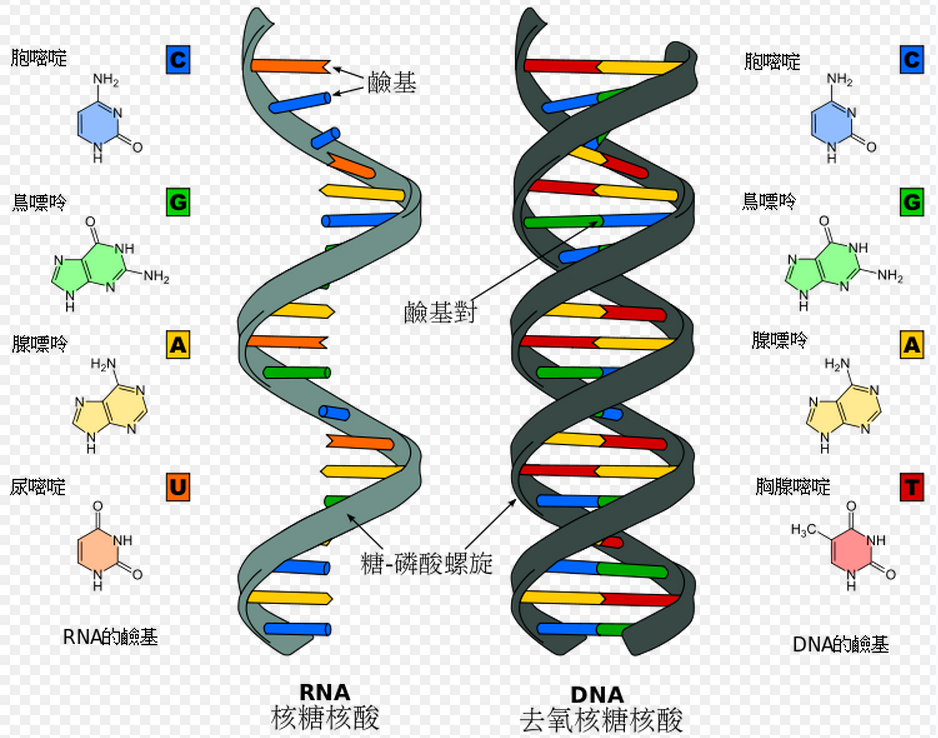 胞嘧啶
C
NH₂
N
N
H
O
鳥嘌呤
G
O
N
NH
N
H
N
NH₂
腺嘌呤
A
H₂N
N
N
N
H
N
尿嘧啶
U
O
NH
N
H
O
RNA的鹼基
鹼基
鹼基對
糖-磷酸螺旋
RNA
核糖核酸
DNA
去氧核糖核酸
胞嘧啶
C
NH₂
N
N
H
O
鳥嘌呤
G
O
N
NH
N
H
N
NH₂
腺嘌呤
A
H₂N
N
N
N
H
N
胸腺嘧啶
T
H₃C
O
NH
N
H
O
DNA的鹼基